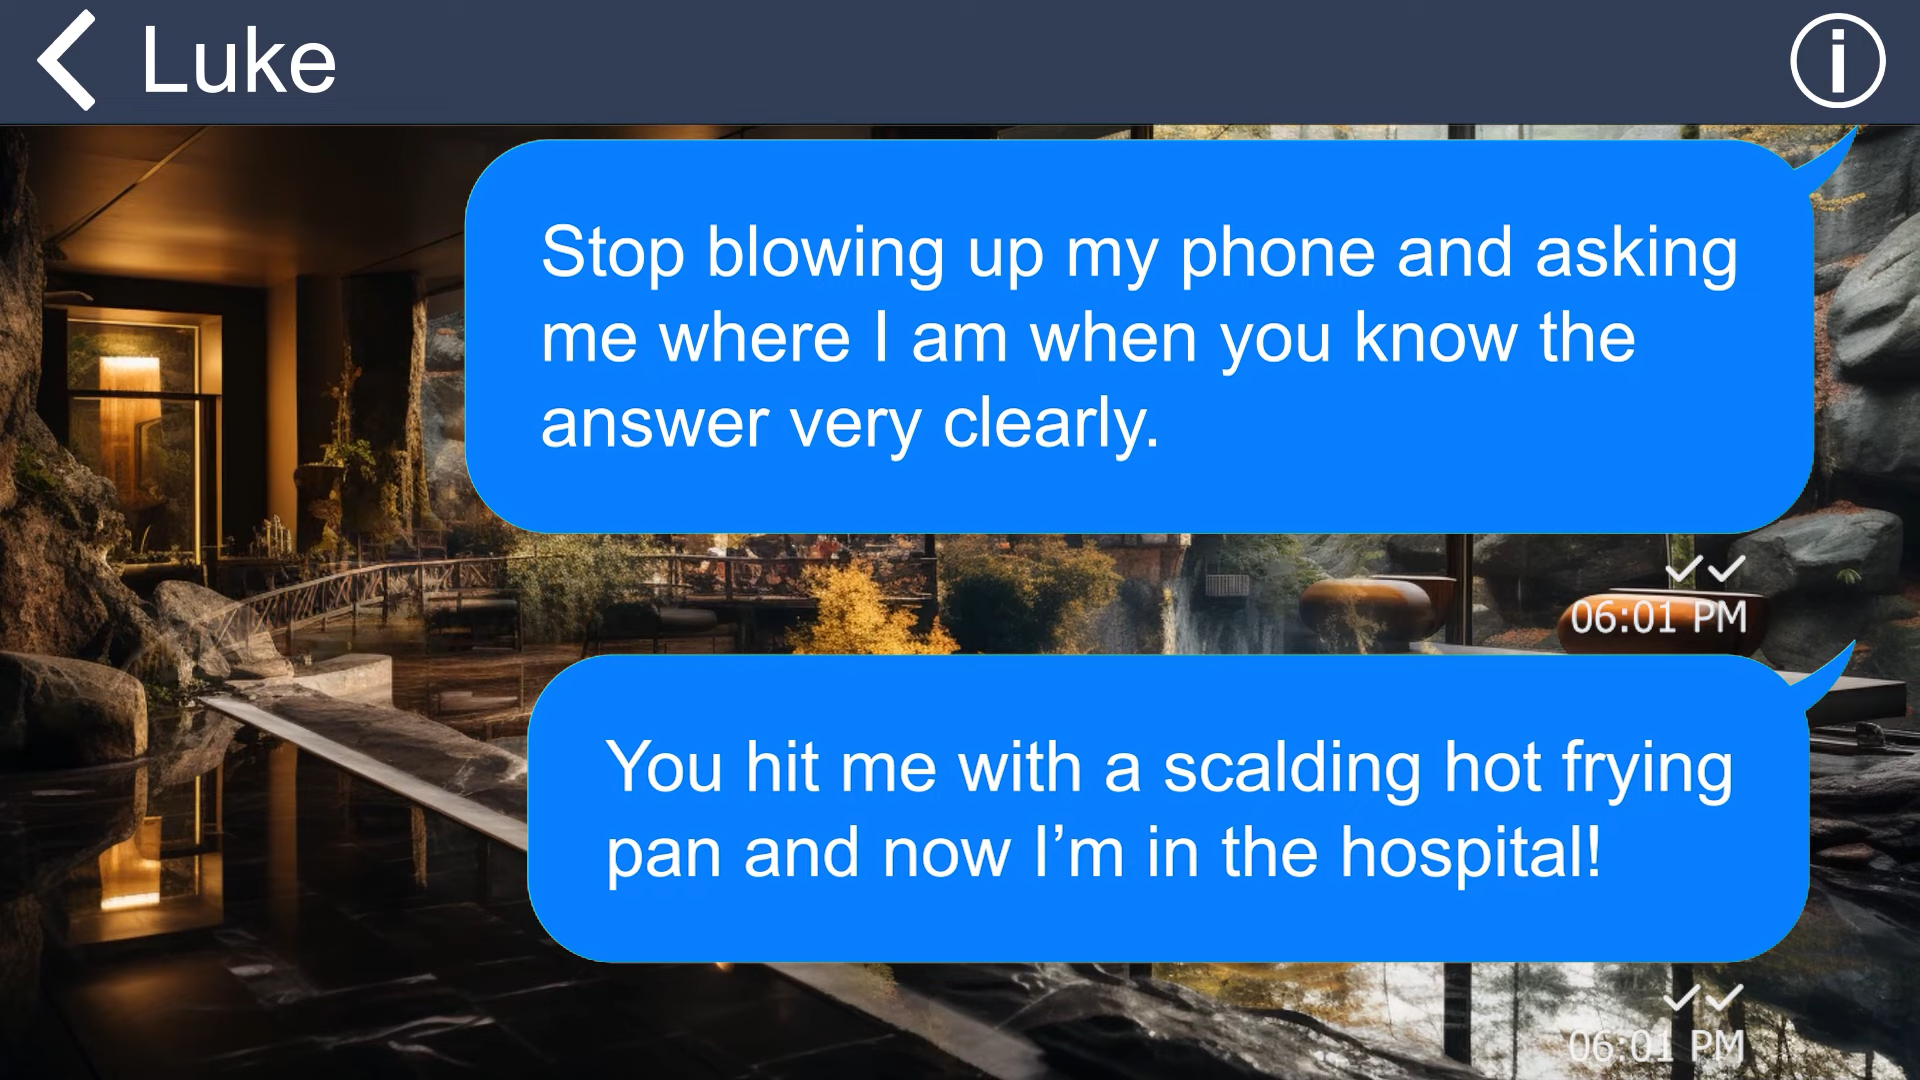 Luke
Stop blowing up my phone and asking
me where I am when you know the
answer very clearly.
06:01 PM
You hit me with a scalding hot frying
pan and now I’m in the hospital!
06:01 PM